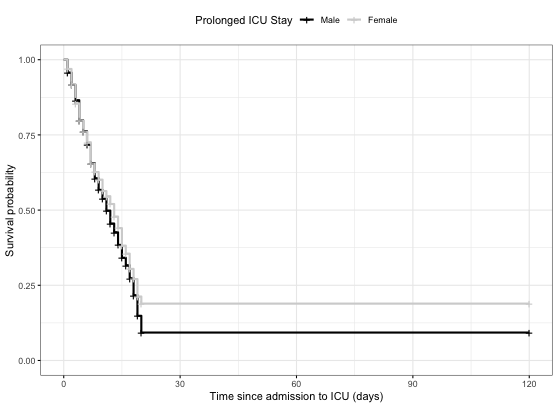 Prolonged ICU Stay Male Female
1.00
0.75
0.50
0.25
0.00
Survival probability
0 30 60 90 120
Time since admission to ICU (days)